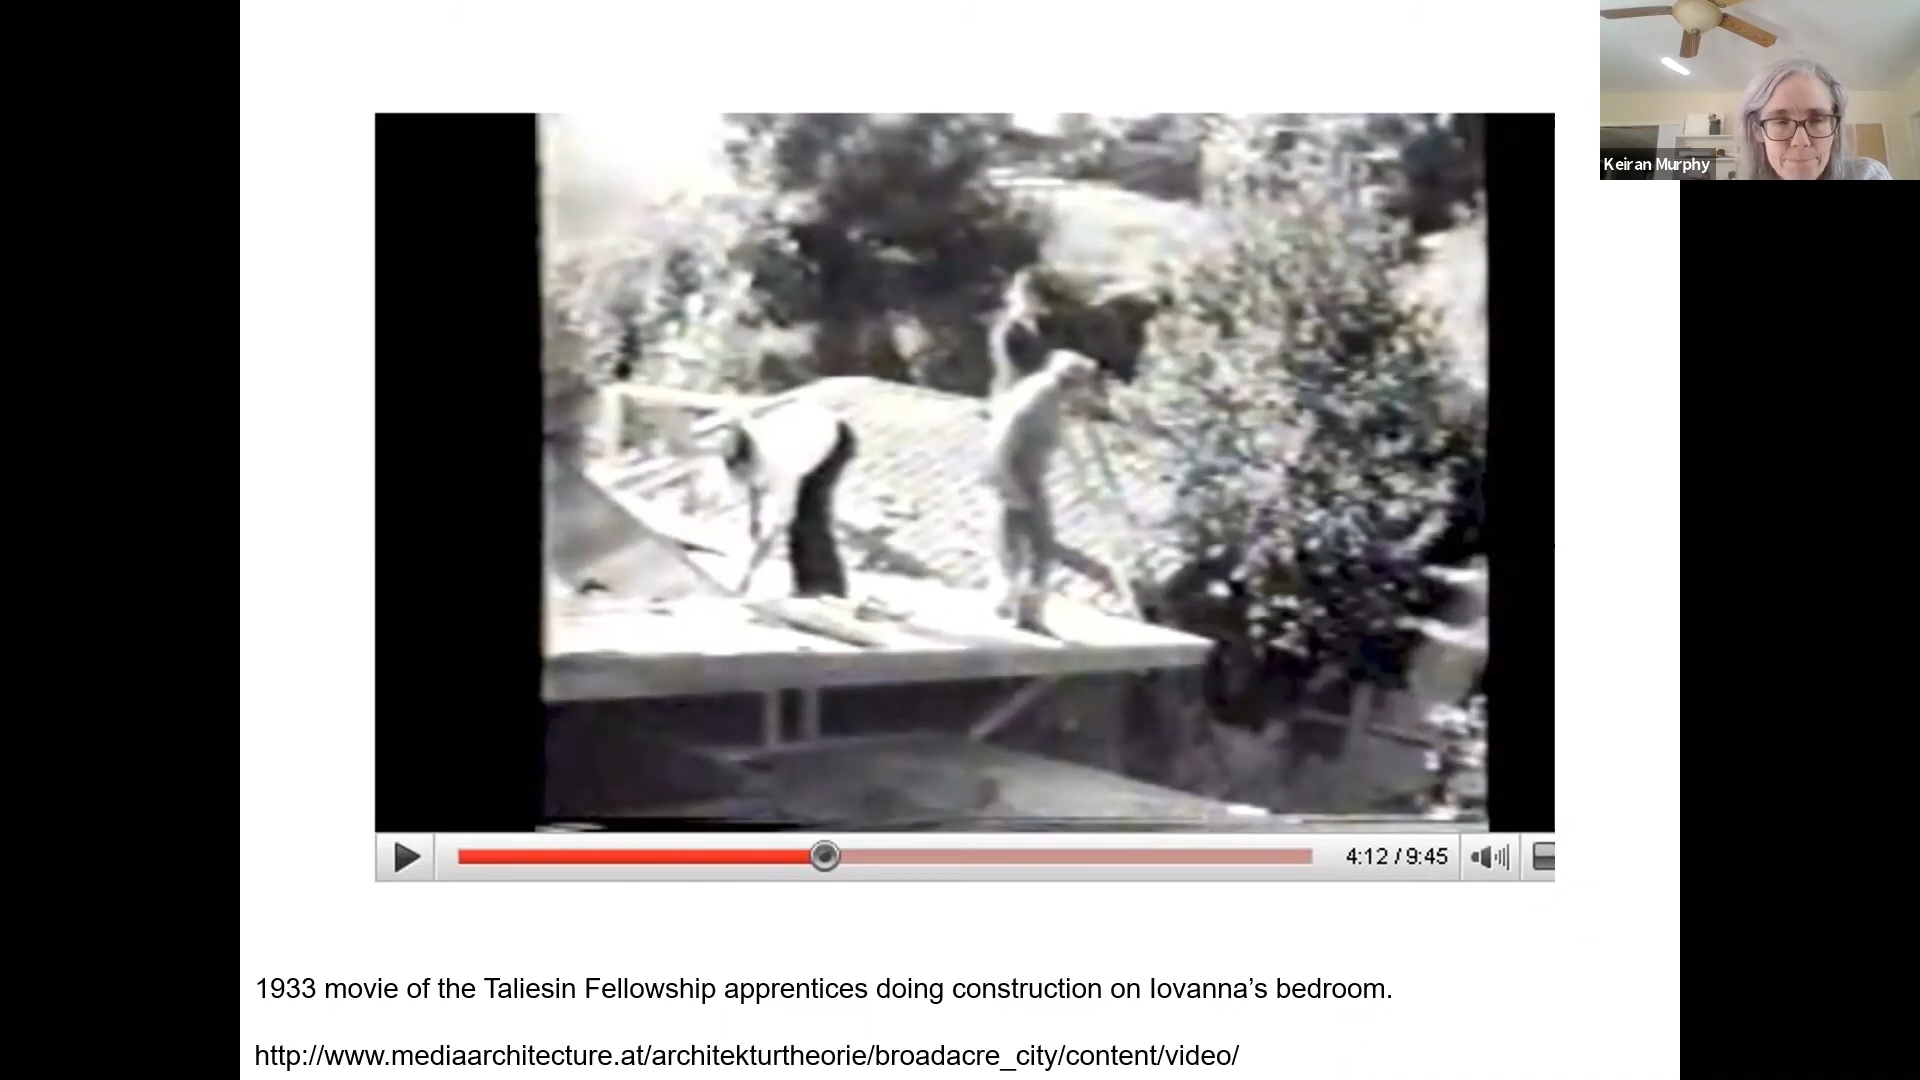 Keiran Murphy
4:12 / 9:45
1933 movie of the Taliesin Fellowship apprentices doing construction on Iovanna’s bedroom.
http://www.mediaarchitecture.at/architekturtheorie/broadacre_city/content/video/